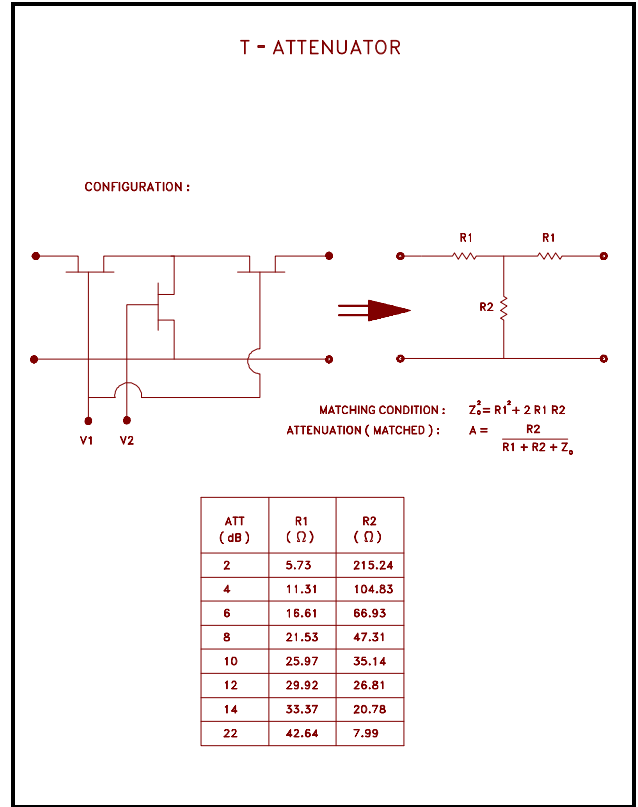 T - ATTENUATOR
CONFIGURATION :
R1 R1
R2
V1 V2
MATCHING CONDITION : Z₀² = R1² + 2 R1 R2
ATTENUATION ( MATCHED ) : A = R2
R1 + R2 + Z₀
ATT R1 R2
( dB ) ( Ω ) ( Ω )
2 5.73 215.24
4 11.31 104.83
6 16.61 66.93
8 21.53 47.31
10 25.97 35.14
12 29.92 26.81
14 33.37 20.78
22 42.64 7.99